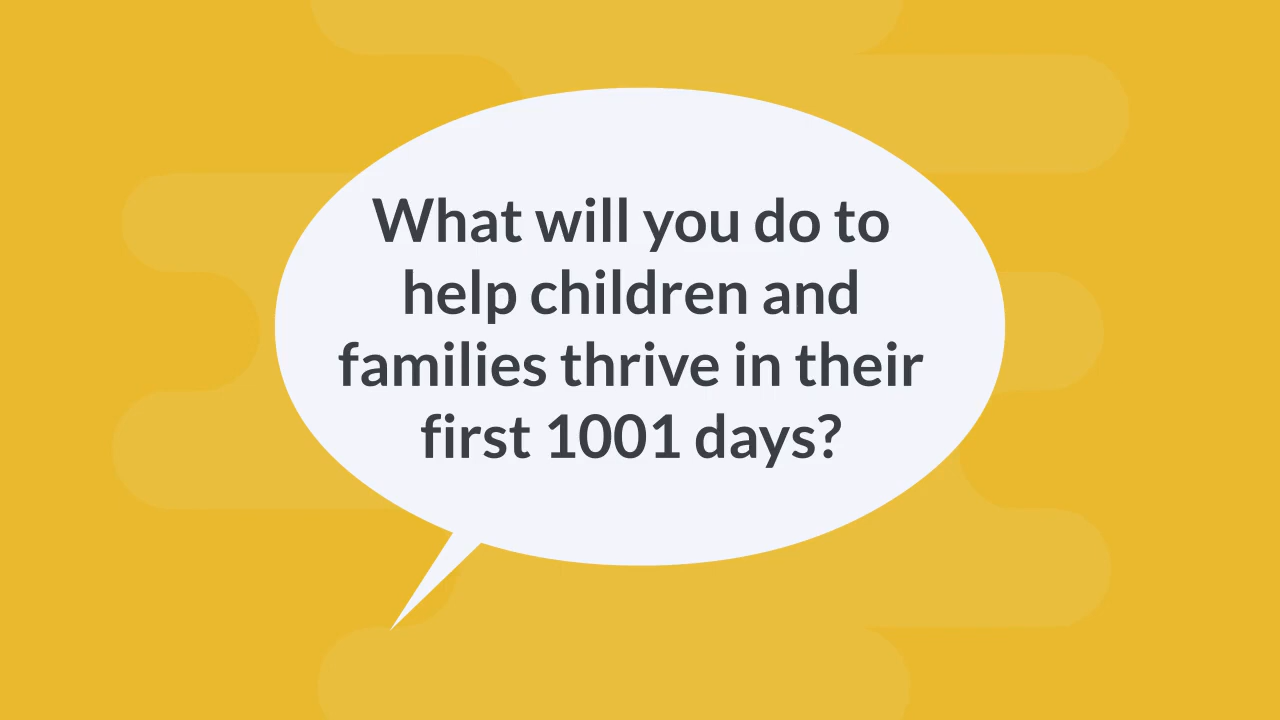 What will you do to
help children and
families thrive in their
first 1001 days?